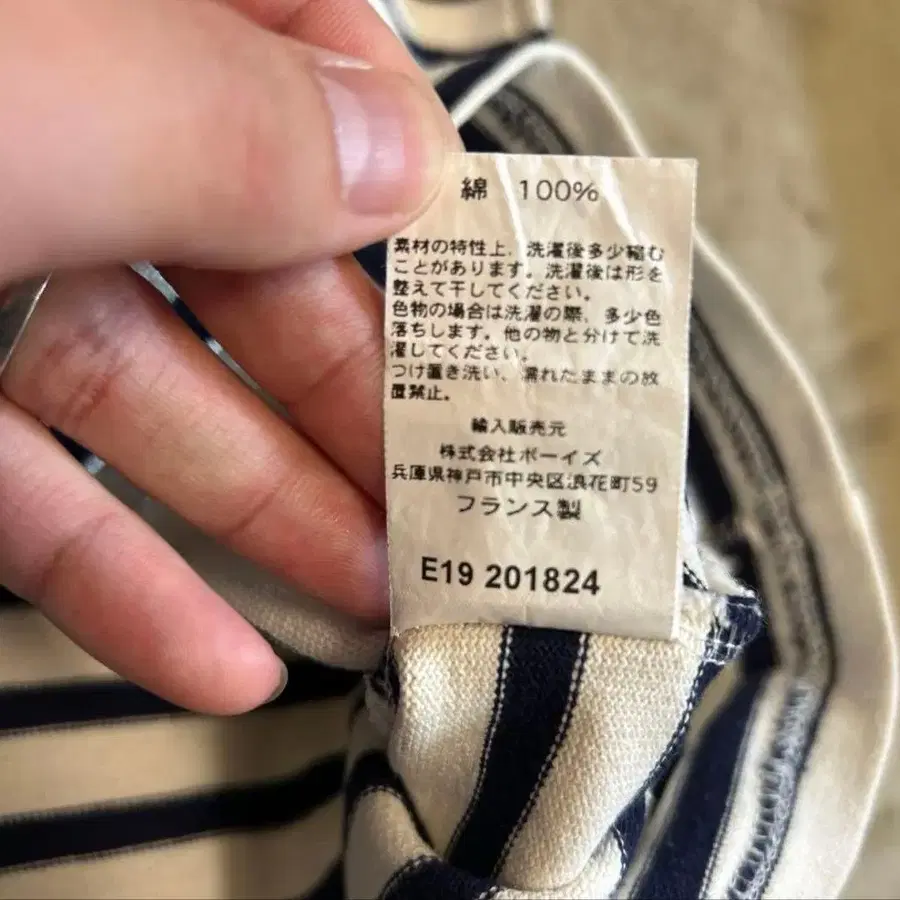 綿 100%
素材の特性上、洗濯後多少縮む
ことがあります。洗濯後は形を
整えて干してください。
色物の場合は洗濯の際、多少色
落ちします。他の物と分けて洗
濯してください。
つけ置き洗い、濡れたままの放
置禁止。
輸入販売元
株式会社ボーイズ
兵庫県神戸市中央区浪花町59
フランス製
E19 201824